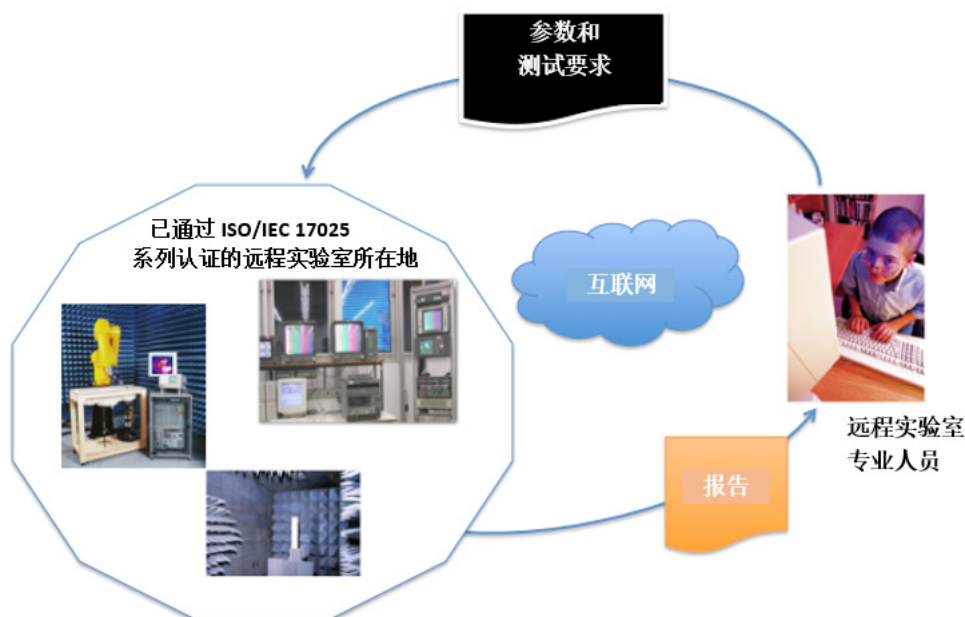 参数和
测试要求
已通过 ISO/IEC 17025
系列认证的远程实验室所在地
互联网
远程实验室
专业人员
报告